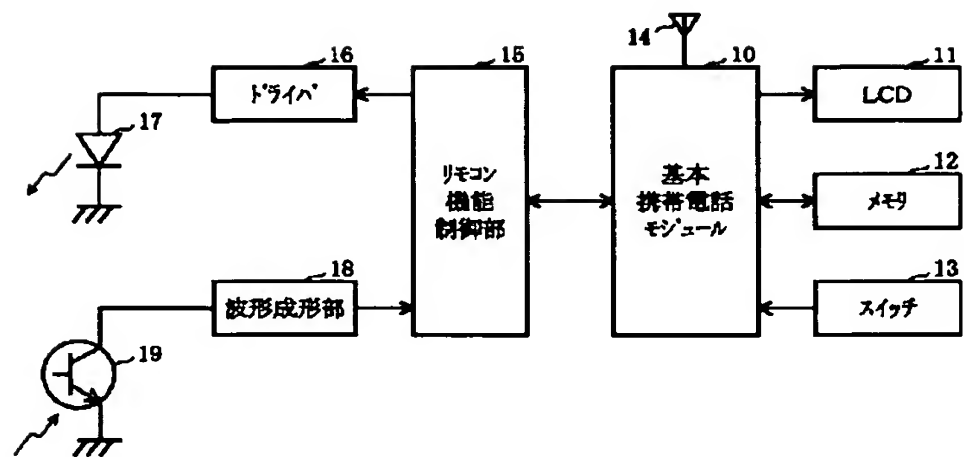 14
16
15
10
11
ドライバ
LCD
17
リモコン
機能
制御部
基本
携帯電話
モジュール
12
メモリ
18
波形成形部
13
スイッチ
19